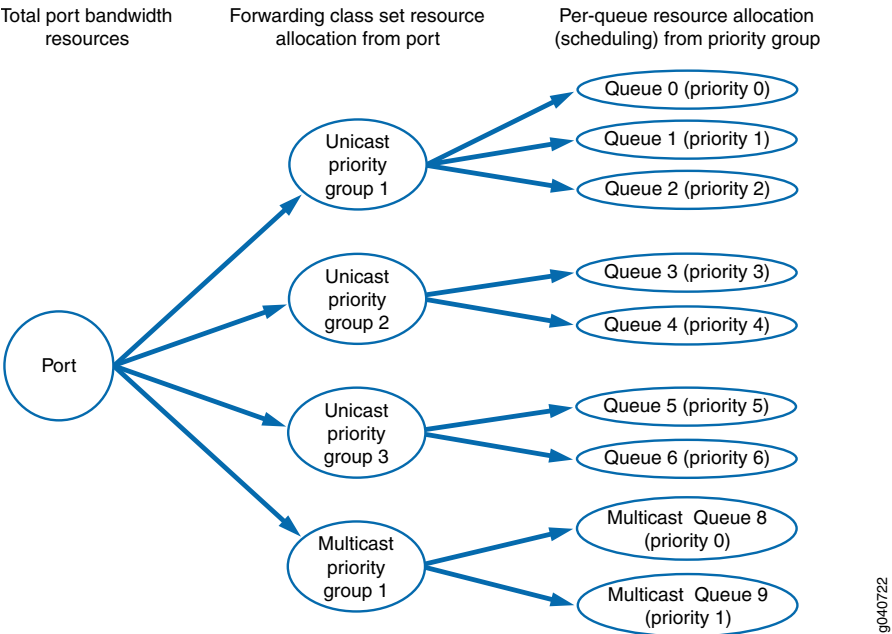 Total port bandwidth
resources
Forwarding class set resource
allocation from port
Per-queue resource allocation
(scheduling) from priority group
Port
Unicast
priority
group 1
Queue 0 (priority 0)
Queue 1 (priority 1)
Queue 2 (priority 2)
Unicast
priority
group 2
Queue 3 (priority 3)
Queue 4 (priority 4)
Unicast
priority
group 3
Queue 5 (priority 5)
Queue 6 (priority 6)
Multicast
priority
group 1
Multicast Queue 8
(priority 0)
Multicast Queue 9
(priority 1)
g040722